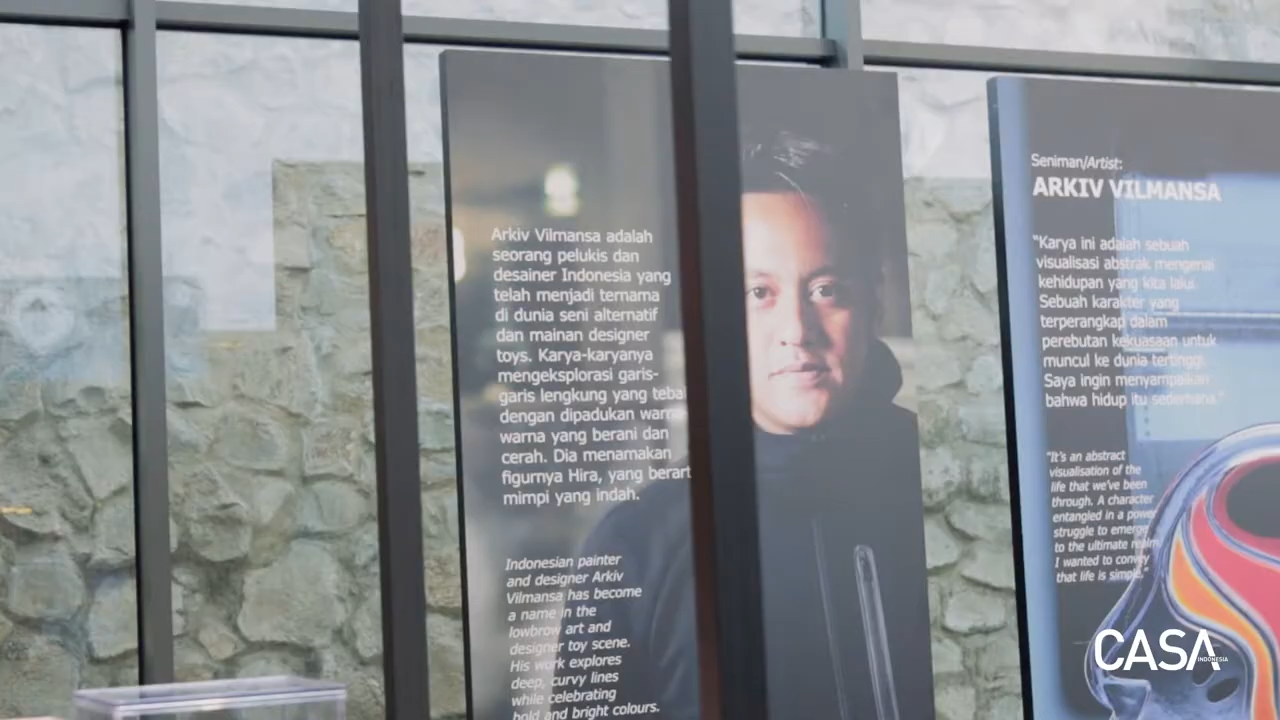 Arkiv Vilmansa adalah
seorang pelukis dan
desainer Indonesia yang
telah menjadi ternama
di dunia seni alternatif
dan mainan designer
toys. Karya-karyanya
mengeksplorasi garis-
garis lengkung yang tebal
dengan dipadukan warna-
warna yang berani dan
cerah. Dia menamakan
figurnya Hira, yang berarti
mimpi yang indah.
Indonesian painter
and designer Arkiv
Vilmansa has become
a name in the
lowbrow art and
designer toy scene.
His work explores
deep, curvy lines
while celebrating
bold and bright colours.
Seniman/Artist:
ARKIV VILMANSA
"Karya ini adalah sebuah
visualisasi abstrak mengenai
kehidupan yang kita lalui.
Sebuah karakter yang
terperangkap dalam
perebutan kekuasaan untuk
muncul ke dunia tertinggi.
Saya ingin menyampaikan
bahwa hidup itu sederhana."
"It's an abstract
visualisation of the
life that we've been
through. A character
entangled in a power
struggle to emerge
to the ultimate realm
I wanted to convey
that life is simple."
CASA
INDONESIA